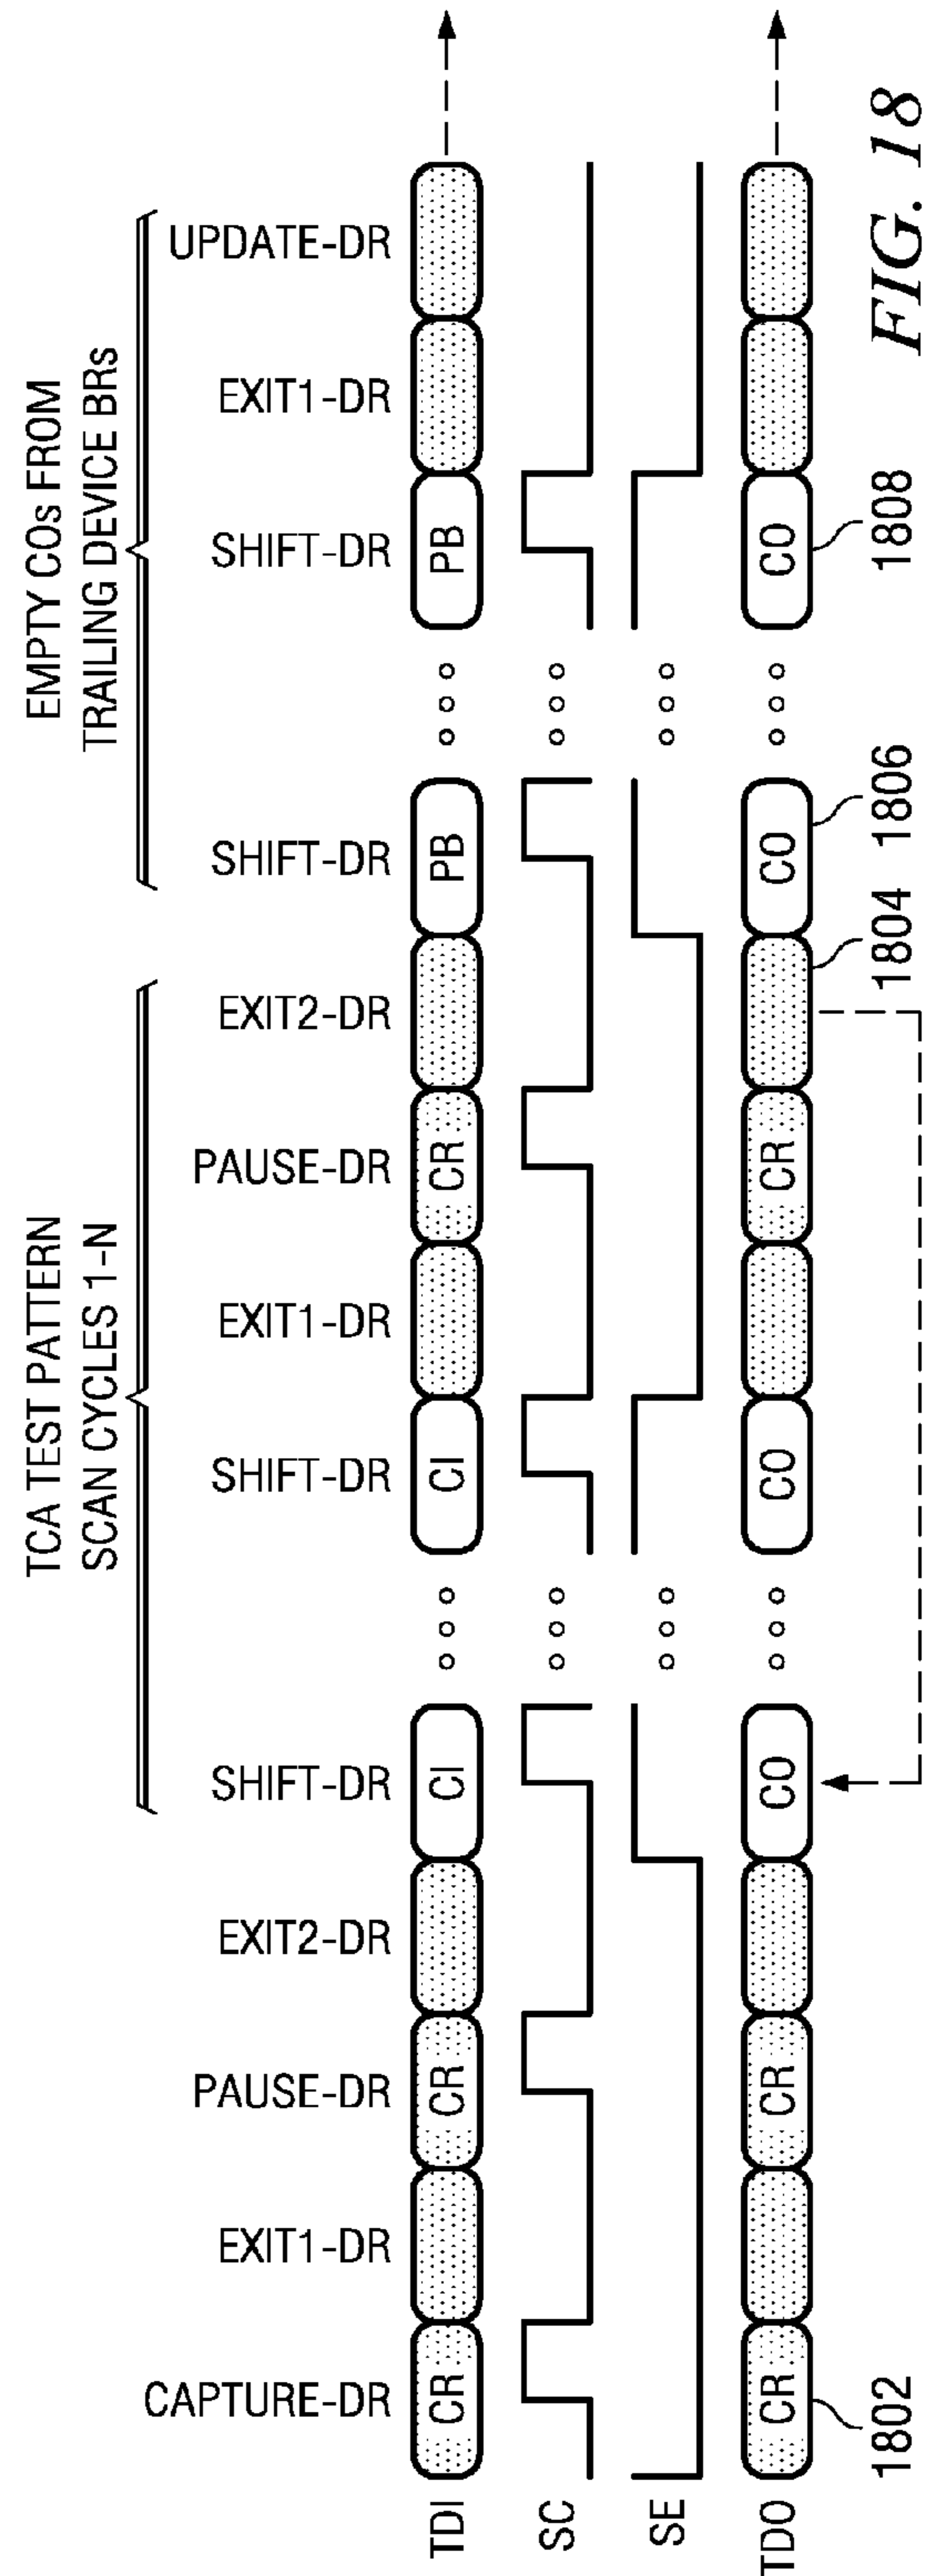 TCA TEST PATTERN
SCAN CYCLES 1-N
EMPTY COs FROM
TRAILING DEVICE BRs
CAPTURE-DR
EXIT1-DR
PAUSE-DR
EXIT2-DR
SHIFT-DR
SHIFT-DR
EXIT1-DR
PAUSE-DR
EXIT2-DR
SHIFT-DR
SHIFT-DR
EXIT1-DR
UPDATE-DR
TDI
CR
CR
CI
CI
CR
PB
PB
SC
SE
TDO
CR
CR
CO
CO
CR
CO
CO
1802
1804
1806
1808
FIG. 18